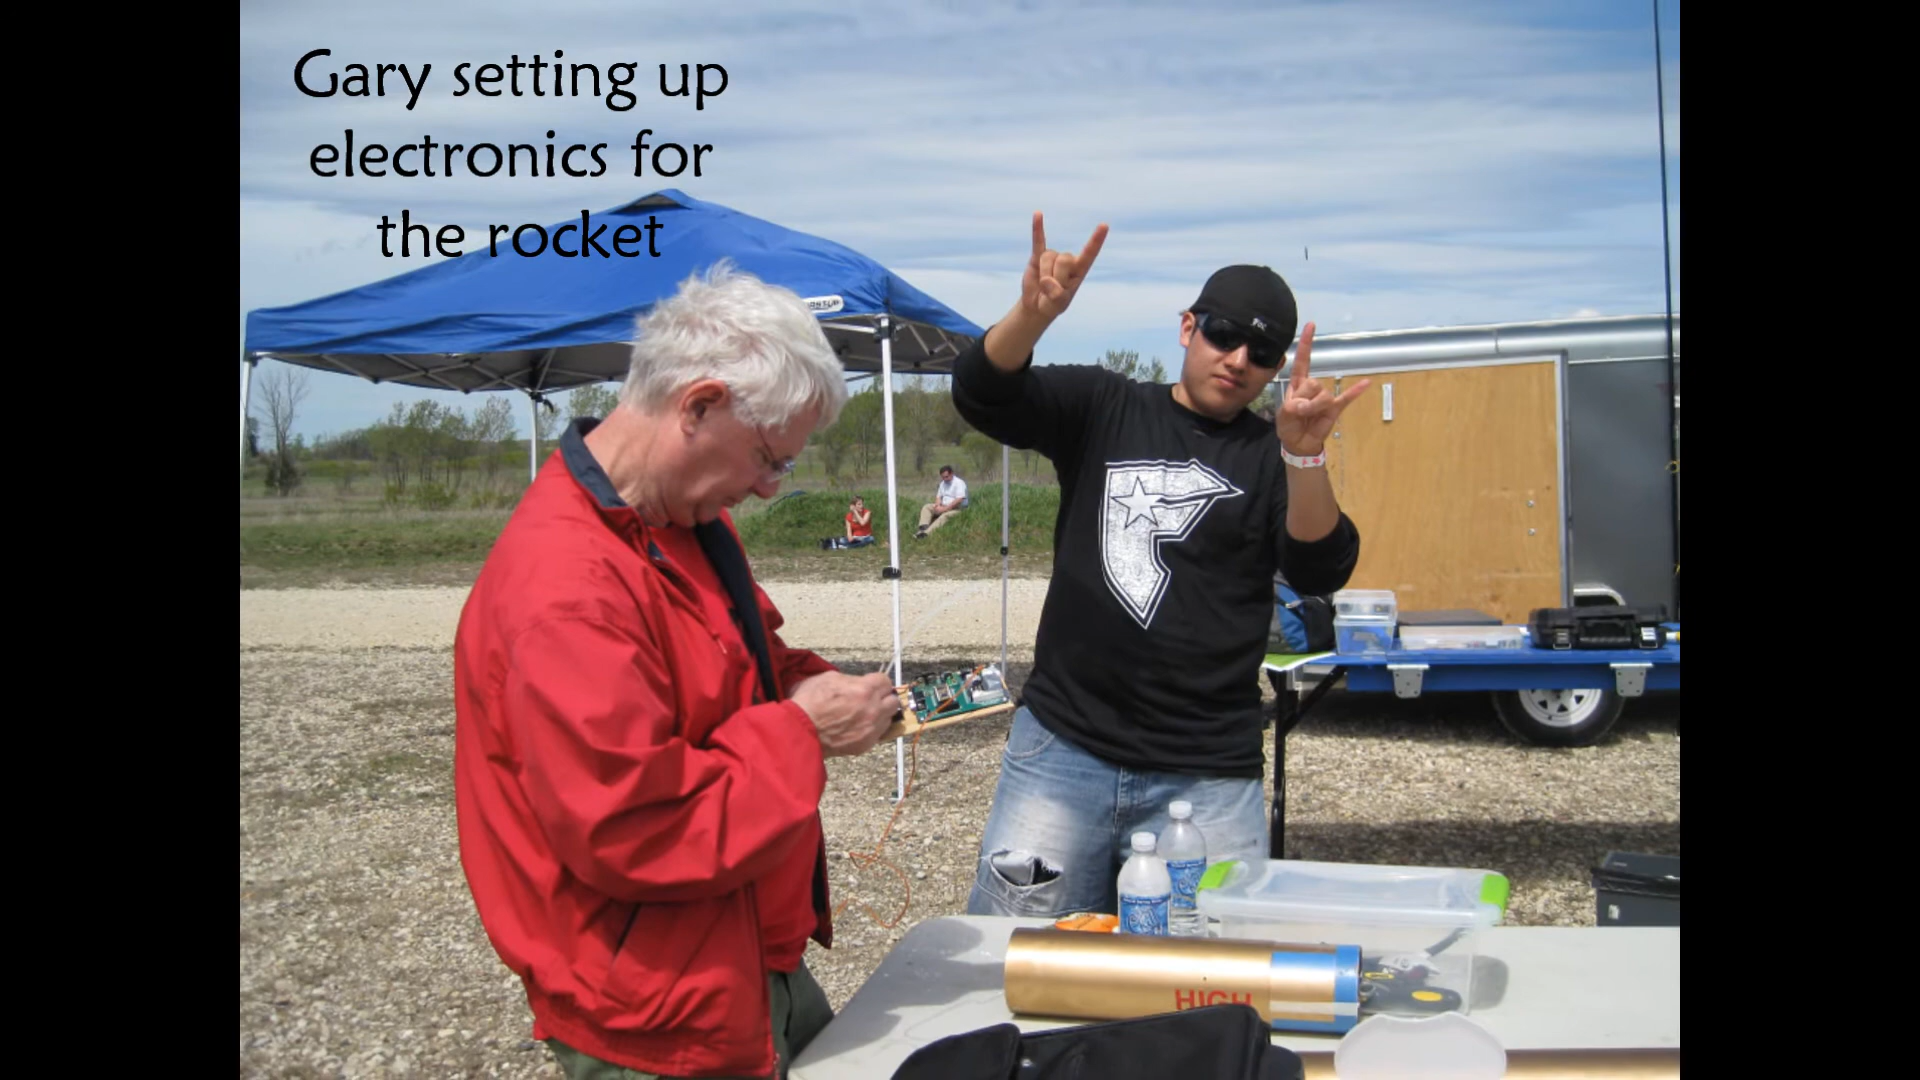 Gary setting up
electronics for
the rocket
HIGH